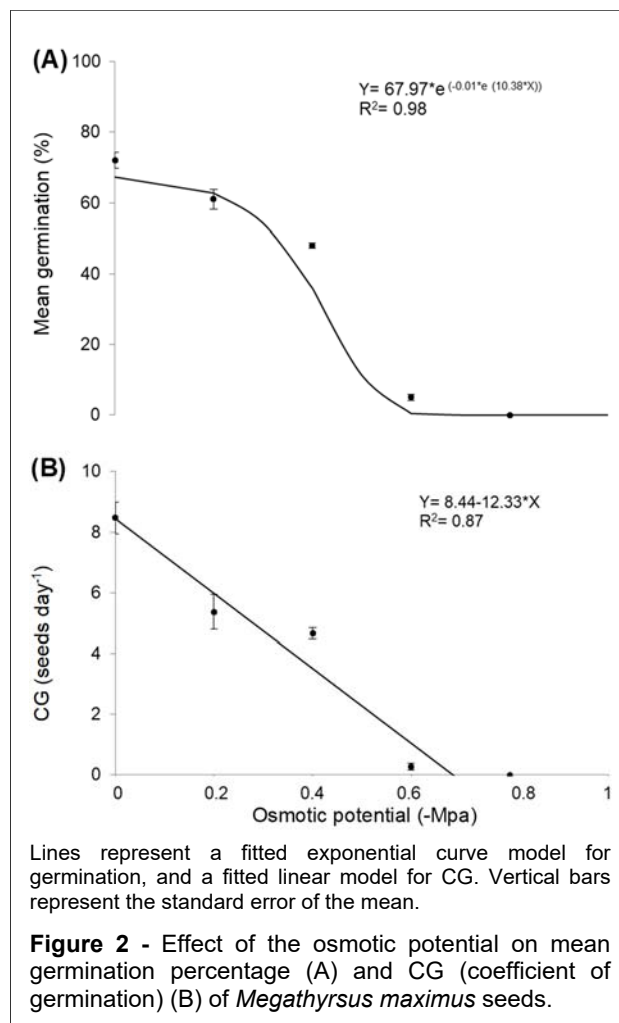 (A)
100
80
60
40
20
0
Mean germination (%)
Y= 67.97*e (-0.01*e (10.38*X))
R²= 0.98
(B)
10
8
6
4
2
0
CG (seeds day⁻¹)
Y= 8.44-12.33*X
R²= 0.87
0 0.2 0.4 0.6 0.8 1
Osmotic potential (-Mpa)
Lines represent a fitted exponential curve model for
germination, and a fitted linear model for CG. Vertical bars
represent the standard error of the mean.
Figure 2 - Effect of the osmotic potential on mean
germination percentage (A) and CG (coefficient of
germination) (B) of Megathyrsus maximus seeds.